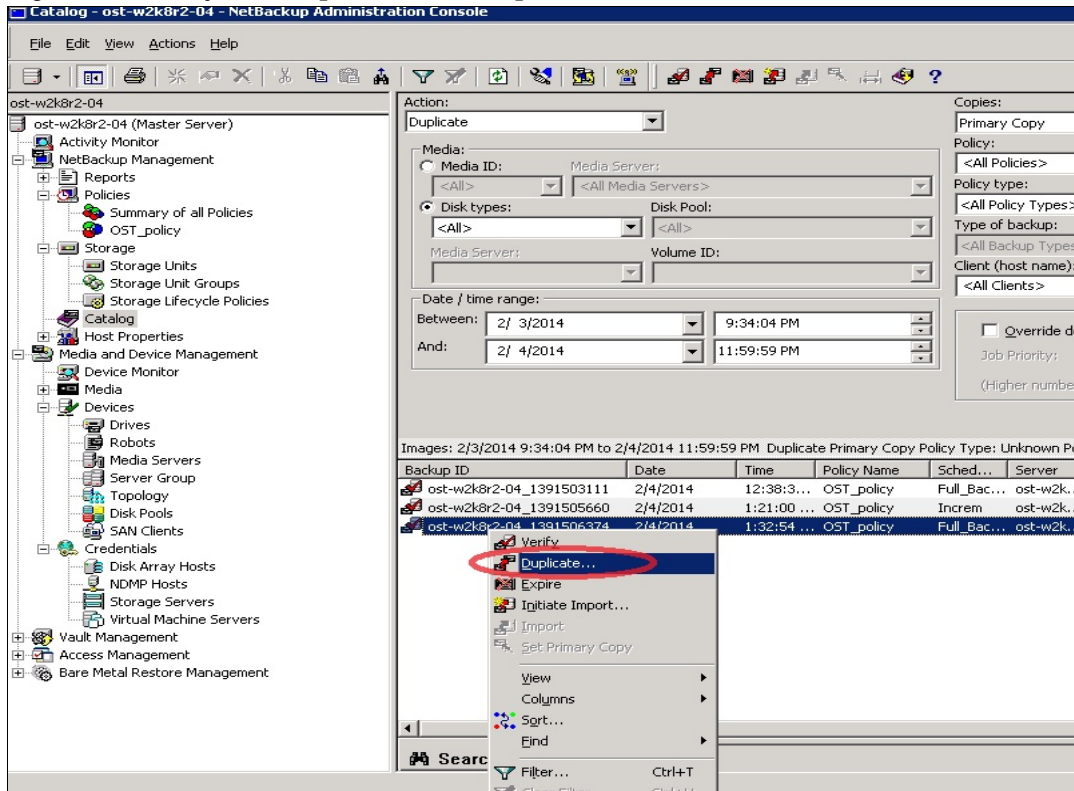 Catalog - ost-w2k8r2-04 - NetBackup Administration Console
File Edit View Actions Help
ost-w2k8r2-04
ost-w2k8r2-04 (Master Server)
Activity Monitor
NetBackup Management
Reports
Policies
Summary of all Policies
OST_policy
Storage
Storage Units
Storage Unit Groups
Storage Lifecycle Policies
Catalog
Host Properties
Media and Device Management
Device Monitor
Media
Devices
Drives
Robots
Media Servers
Server Group
Topology
Disk Pools
SAN Clients
Credentials
Disk Array Hosts
NDMP Hosts
Storage Servers
Virtual Machine Servers
Vault Management
Access Management
Bare Metal Restore Management
Action:
Duplicate
Media:
Media ID: Media Server:
<All> <All Media Servers>
Disk types: Disk Pool:
<All> <All>
Media Server: Volume ID:
Date / time range:
Between: 2/ 3/2014 9:34:04 PM
And: 2/ 4/2014 11:59:59 PM
Copies:
Primary Copy
Policy:
<All Policies>
Policy type:
<All Policy Types>
Type of backup:
<All Backup Types
Client (host name):
<All Clients>
Override d
Job Priority:
(Higher numbe
Images: 2/3/2014 9:34:04 PM to 2/4/2014 11:59:59 PM Duplicate Primary Copy Policy Type: Unknown P
Backup ID Date Time Policy Name Sched... Server
ost-w2k8r2-04_1391503111 2/4/2014 12:38:3... OST_policy Full_Bac... ost-w2k..
ost-w2k8r2-04_1391505660 2/4/2014 1:21:00 ... OST_policy Increm ost-w2k..
ost-w2k8r2-04_1391506374 2/4/2014 1:32:54 ... OST_policy Full_Bac... ost-w2k..
Verify
Duplicate...
Expire
Initiate Import...
Import
Set Primary Copy
View
Columns
Sort...
Find
Filter... Ctrl+T
Searc